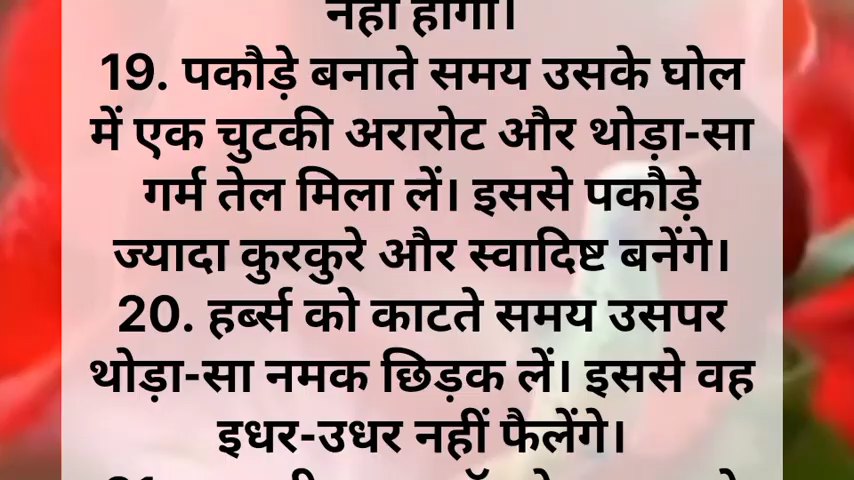 नहीं होगा।
19. पकौड़े बनाते समय उसके घोल
में एक चुटकी अरारोट और थोड़ा-सा
गर्म तेल मिला लें। इससे पकौड़े
ज्यादा कुरकुरे और स्वादिष्ट बनेंगे।
20. हर्ब्स को काटते समय उसपर
थोड़ा-सा नमक छिड़क लें। इससे वह
इधर-उधर नहीं फैलेंगे।